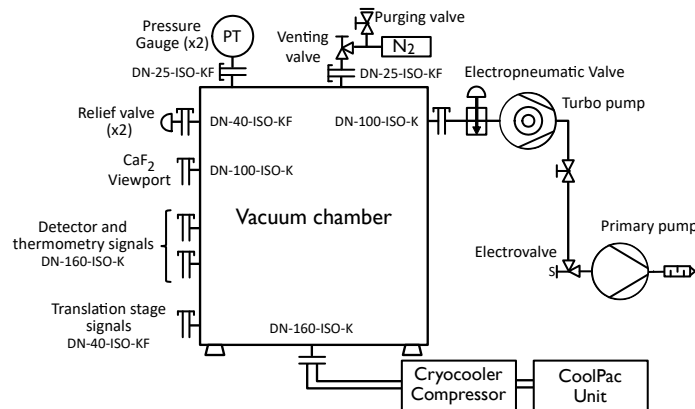 Purging valve
Pressure
Gauge (x2)
PT
Venting
valve
N2
DN-25-ISO-KF
DN-25-ISO-KF
Electropneumatic Valve
Turbo pump
Relief valve
(x2)
DN-40-ISO-KF
DN-100-ISO-K
CaF2
Viewport
DN-100-ISO-K
Vacuum chamber
Detector and
thermometry signals
DN-160-ISO-K
Primary pump
Electrovalve
S
Translation stage
signals
DN-40-ISO-KF
DN-160-ISO-K
Cryocooler
Compressor
CoolPac
Unit